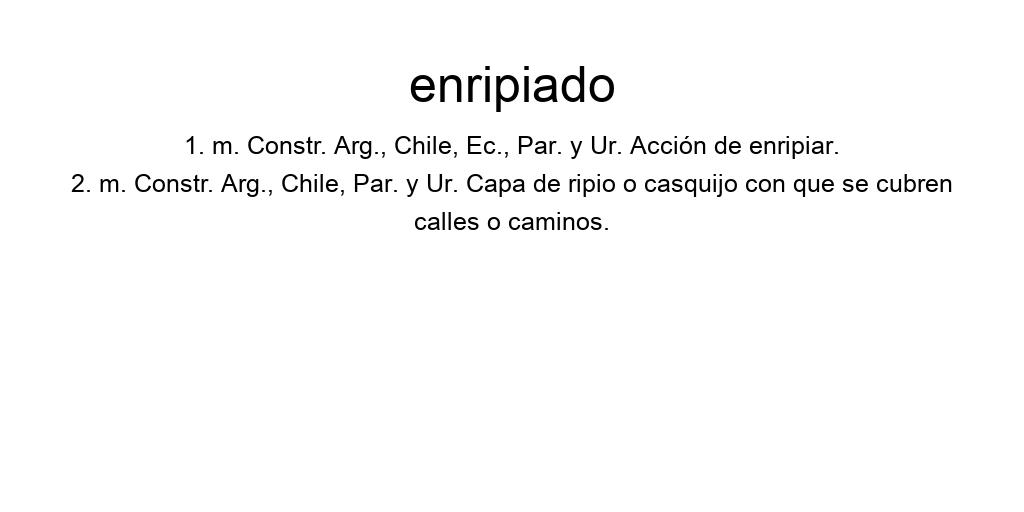 enripiado
1. m. Constr. Arg., Chile, Ec., Par. y Ur. Acción de enripiar.
2. m. Constr. Arg., Chile, Par. y Ur. Capa de ripio o casquijo con que se cubren
calles o caminos.